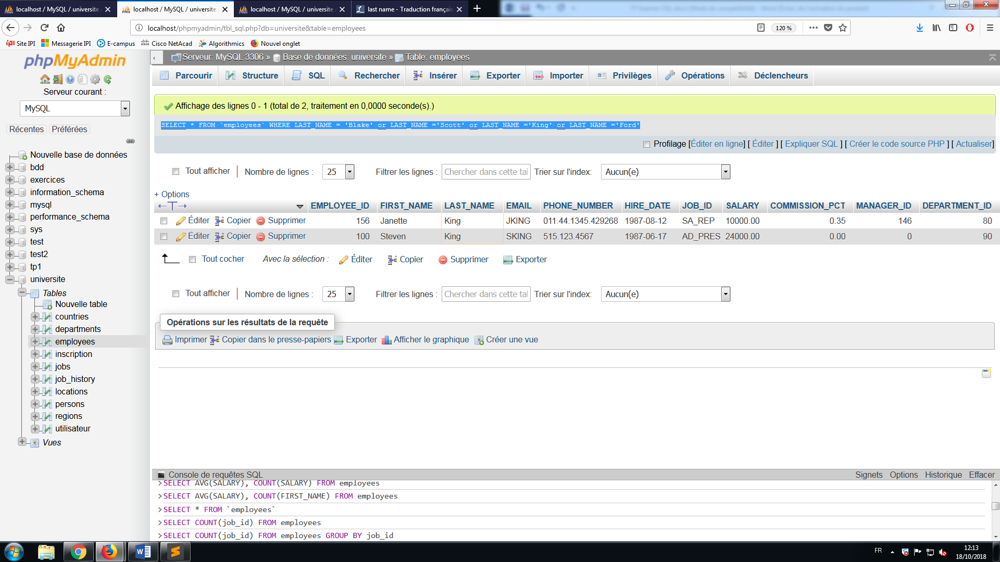 localhost / MySQL / universite
localhost / MySQL / universite
localhost / MySQL / universite
last name - Traduction français
localhost/phpmyadmin/tbl_sql.php?db=universite&table=employees
120 %
Site IPI
Messagerie IPI
E-campus
Cisco NetAcad
Algorithmics
Nouvel onglet
phpMyAdmin
Serveur courant :
MySQL
Récentes
Préférées
Nouvelle base de données
bdd
exercices
information_schema
mysql
performance_schema
sys
test
test2
tp1
universite
Tables
Nouvelle table
countries
departments
employees
inscription
jobs
job_history
locations
persons
regions
utilisateur
Vues
Serveur: MySQL:3306 » Base de données: universite » Table: employees
Parcourir
Structure
SQL
Rechercher
Insérer
Exporter
Importer
Privilèges
Opérations
Déclencheurs
Affichage des lignes 0 - 1 (total de 2, traitement en 0,0000 seconde(s).)
SELECT * FROM `employees` WHERE LAST_NAME = 'Blake' or LAST_NAME ='Scott' or LAST_NAME ='King' or LAST_NAME ='Ford'
Profilage [Éditer en ligne] [ Éditer ] [ Expliquer SQL ] [ Créer le code source PHP ] [ Actualiser]
Tout afficher
Nombre de lignes :
25
Filtrer les lignes :
Chercher dans cette tal
Trier sur l'index:
Aucun(e)
+ Options
EMPLOYEE_ID FIRST_NAME LAST_NAME EMAIL PHONE_NUMBER HIRE_DATE JOB_ID SALARY COMMISSION_PCT MANAGER_ID DEPARTMENT_ID
Éditer Copier Supprimer 156 Janette King JKING 011.44.1345.429268 1987-08-12 SA_REP 10000.00 0.35 146 80
Éditer Copier Supprimer 100 Steven King SKING 515.123.4567 1987-06-17 AD_PRES 24000.00 0.00 0 90
Tout cocher
Avec la sélection :
Éditer
Copier
Supprimer
Exporter
Tout afficher
Nombre de lignes :
25
Filtrer les lignes :
Chercher dans cette tal
Trier sur l'index:
Aucun(e)
Opérations sur les résultats de la requête
Imprimer
Copier dans le presse-papiers
Exporter
Afficher le graphique
Créer une vue
Console de requêtes SQL
Signets
Options
Historique
Effacer
>SELECT AVG(SALARY), COUNT(SALARY) FROM employees
>SELECT AVG(SALARY), COUNT(FIRST_NAME) FROM employees
>SELECT * FROM `employees`
>SELECT COUNT(job_id) FROM employees
>SELECT COUNT(job_id) FROM employees GROUP BY job_id
FR
12:13
18/10/2018